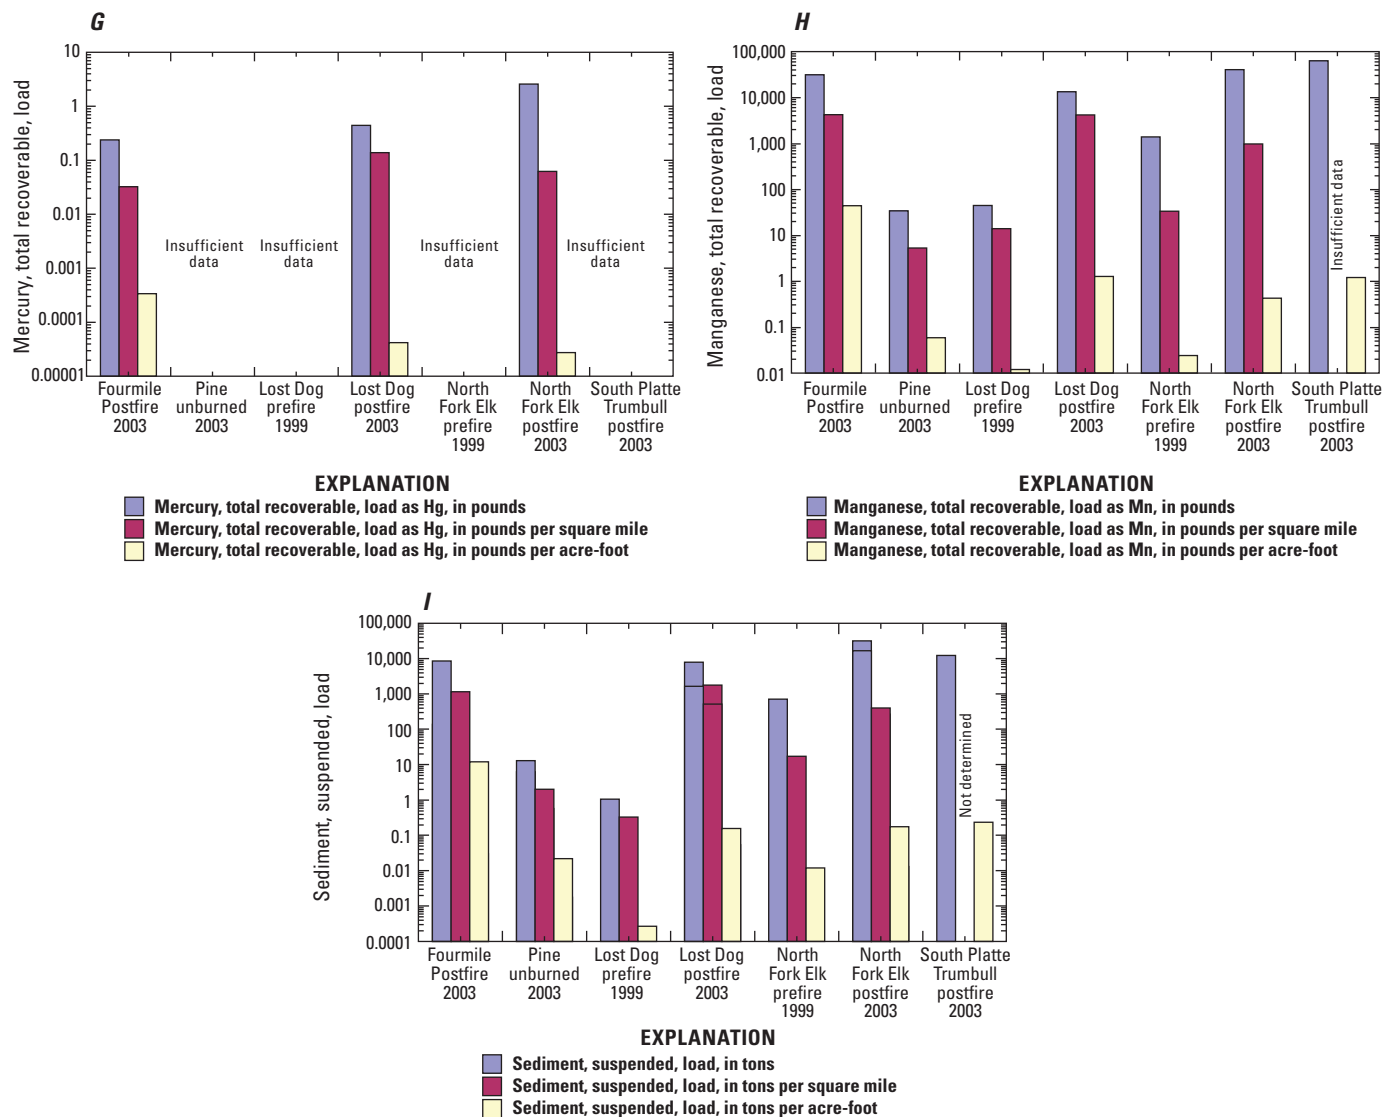 G
Mercury, total recoverable, load
10
1
0.1
0.01
0.001
0.0001
0.00001
Insufficient
data
Insufficient
data
Insufficient
data
Insufficient
data
Fourmile
Postfire
2003
Pine
unburned
2003
Lost Dog
prefire
1999
Lost Dog
postfire
2003
North
Fork Elk
prefire
1999
North
Fork Elk
postfire
2003
South Platte
Trumbull
postfire
2003
EXPLANATION
Mercury, total recoverable, load as Hg, in pounds
Mercury, total recoverable, load as Hg, in pounds per square mile
Mercury, total recoverable, load as Hg, in pounds per acre-foot
H
Manganese, total recoverable, load
100,000
10,000
1,000
100
10
1
0.1
0.01
Insufficient data
Fourmile
Postfire
2003
Pine
unburned
2003
Lost Dog
prefire
1999
Lost Dog
postfire
2003
North
Fork Elk
prefire
1999
North
Fork Elk
postfire
2003
South Platte
Trumbull
postfire
2003
EXPLANATION
Manganese, total recoverable, load as Mn, in pounds
Manganese, total recoverable, load as Mn, in pounds per square mile
Manganese, total recoverable, load as Mn, in pounds per acre-foot
I
Sediment, suspended, load
100,000
10,000
1,000
100
10
1
0.1
0.01
0.001
0.0001
Not determined
Fourmile
Postfire
2003
Pine
unburned
2003
Lost Dog
prefire
1999
Lost Dog
postfire
2003
North
Fork Elk
prefire
1999
North
Fork Elk
postfire
2003
South Platte
Trumbull
postfire
2003
EXPLANATION
Sediment, suspended, load, in tons
Sediment, suspended, load, in tons per square mile
Sediment, suspended, load, in tons per acre-foot